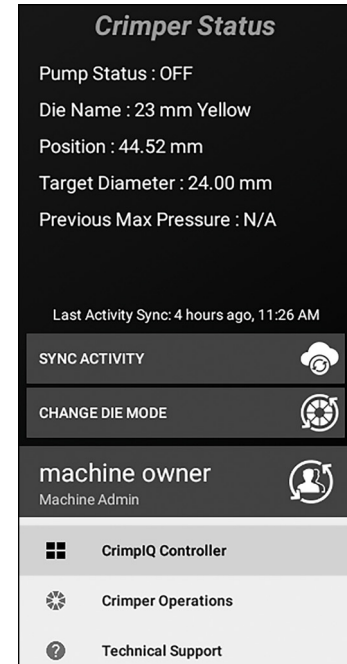 Crimper Status
Pump Status : OFF
Die Name : 23 mm Yellow
Position : 44.52 mm
Target Diameter : 24.00 mm
Previous Max Pressure : N/A
Last Activity Sync: 4 hours ago, 11:26 AM
SYNC ACTIVITY
CHANGE DIE MODE
machine owner
Machine Admin
CrimpIQ Controller
Crimper Operations
Technical Support